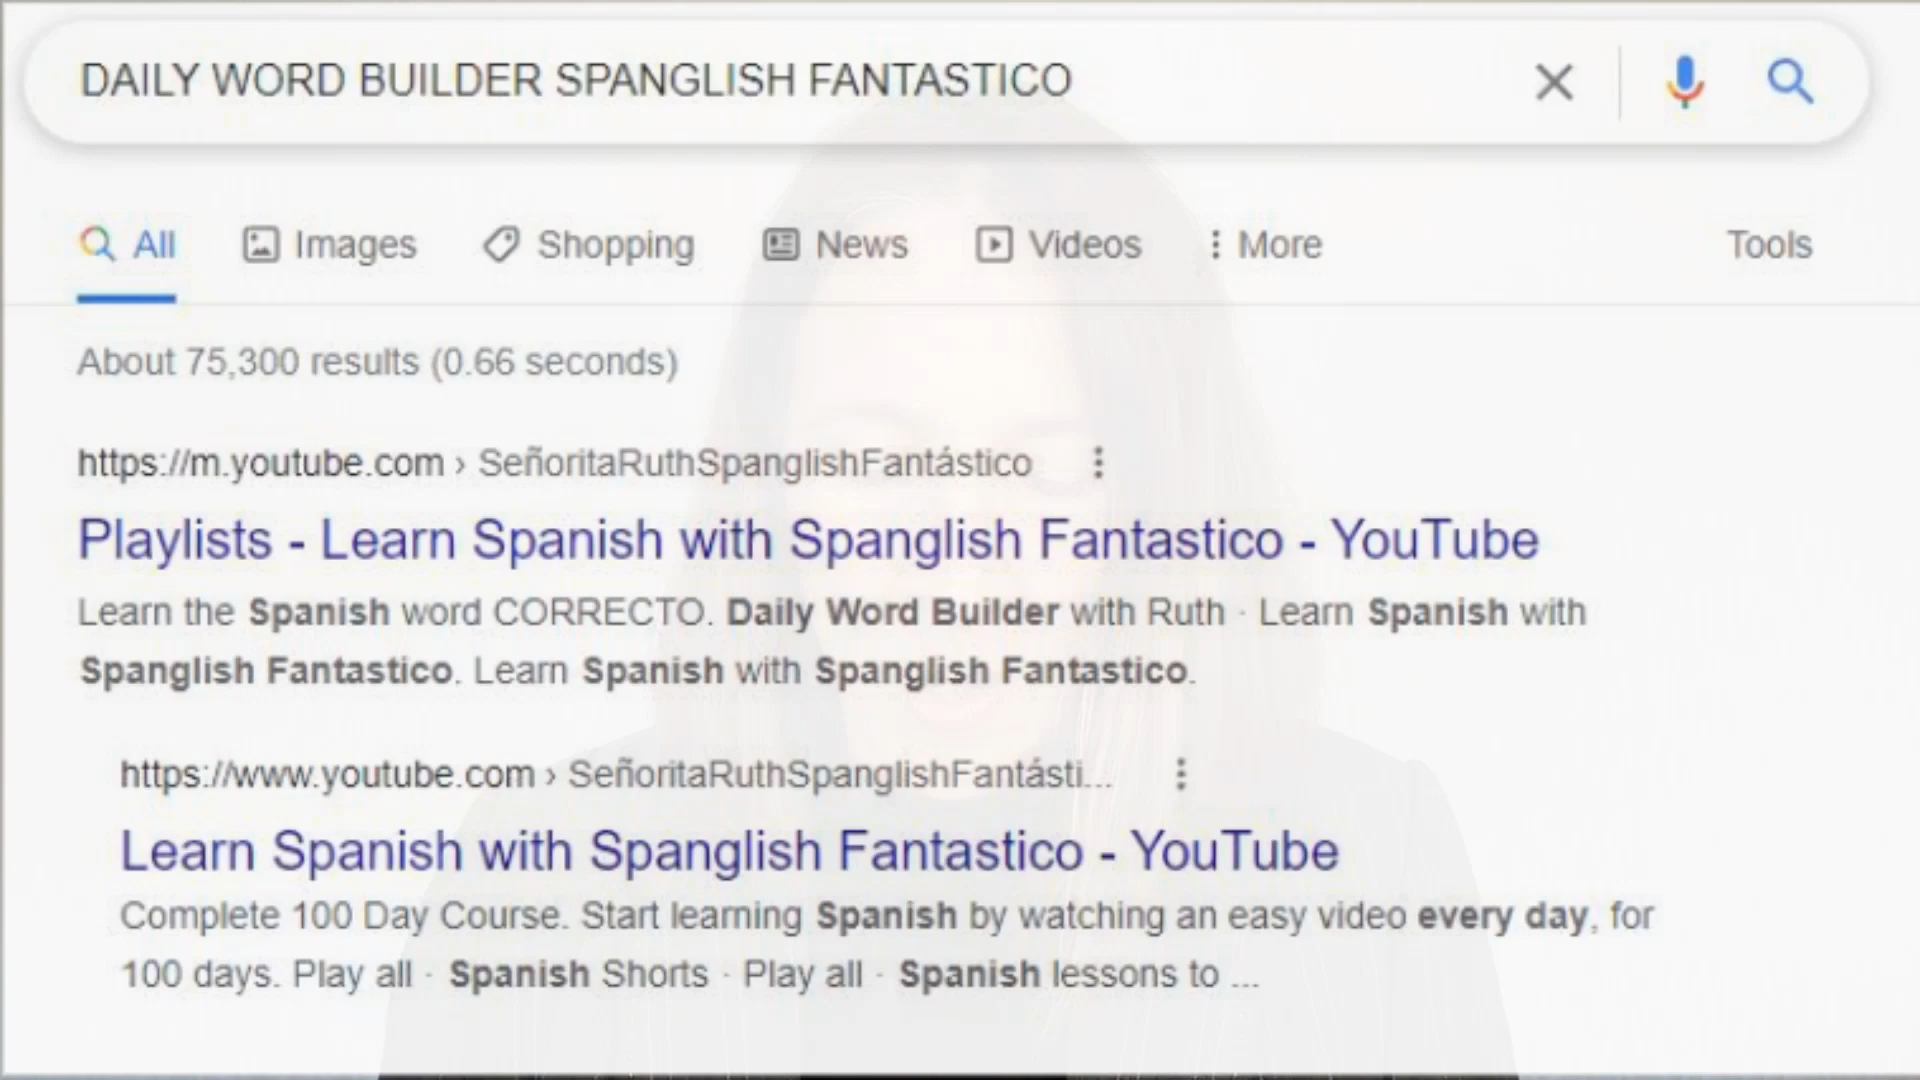 DAILY WORD BUILDER SPANGLISH FANTASTICO
All Images Shopping News Videos More Tools
About 75,300 results (0.66 seconds)
https://m.youtube.com › SeñoritaRuthSpanglishFantástico
Playlists - Learn Spanish with Spanglish Fantastico - YouTube
Learn the Spanish word CORRECTO. Daily Word Builder with Ruth · Learn Spanish with
Spanglish Fantastico. Learn Spanish with Spanglish Fantastico.
https://www.youtube.com › SeñoritaRuthSpanglishFantásti...
Learn Spanish with Spanglish Fantastico - YouTube
Complete 100 Day Course. Start learning Spanish by watching an easy video every day, for
100 days. Play all · Spanish Shorts · Play all · Spanish lessons to ...